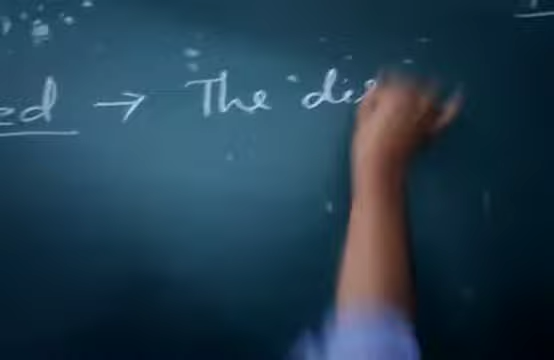 ed → The dis